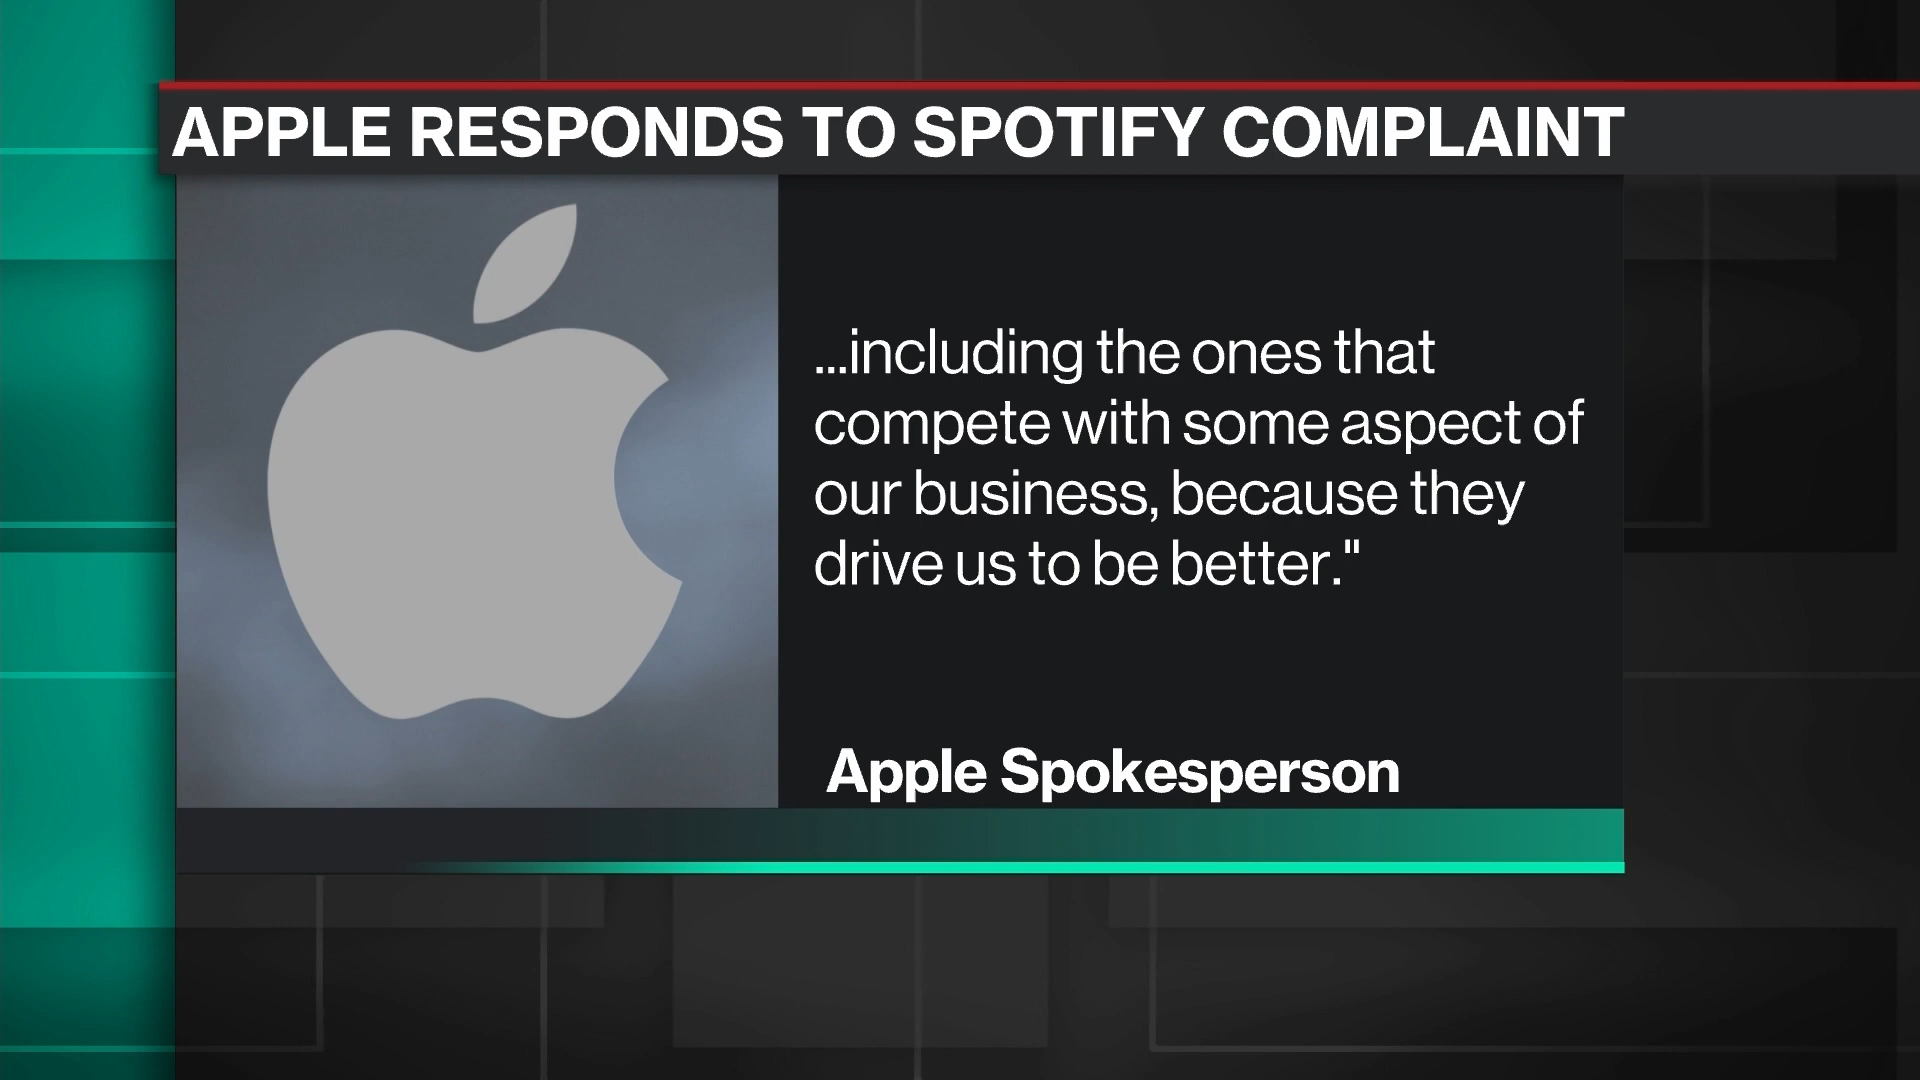 APPLE RESPONDS TO SPOTIFY COMPLAINT
...including the ones that
compete with some aspect of
our business, because they
drive us to be better."
Apple Spokesperson